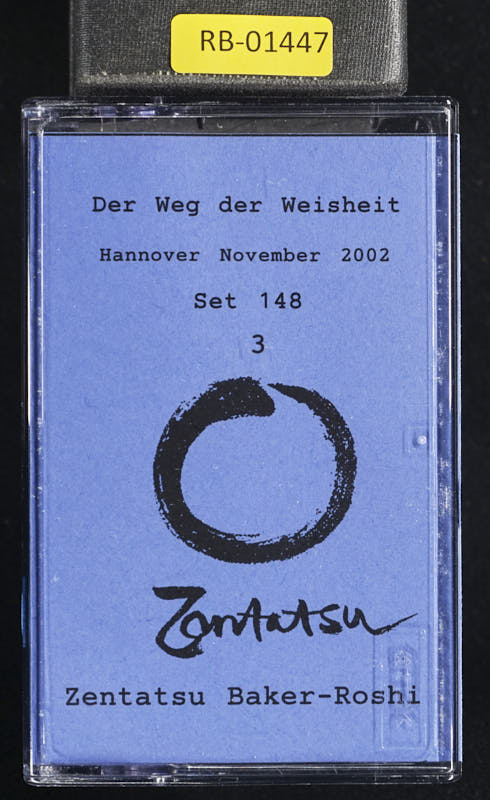 RB-01447
Der Weg der Weisheit
Hannover November 2002
Set 148
3
Zentatsu
Zentatsu Baker-Roshi